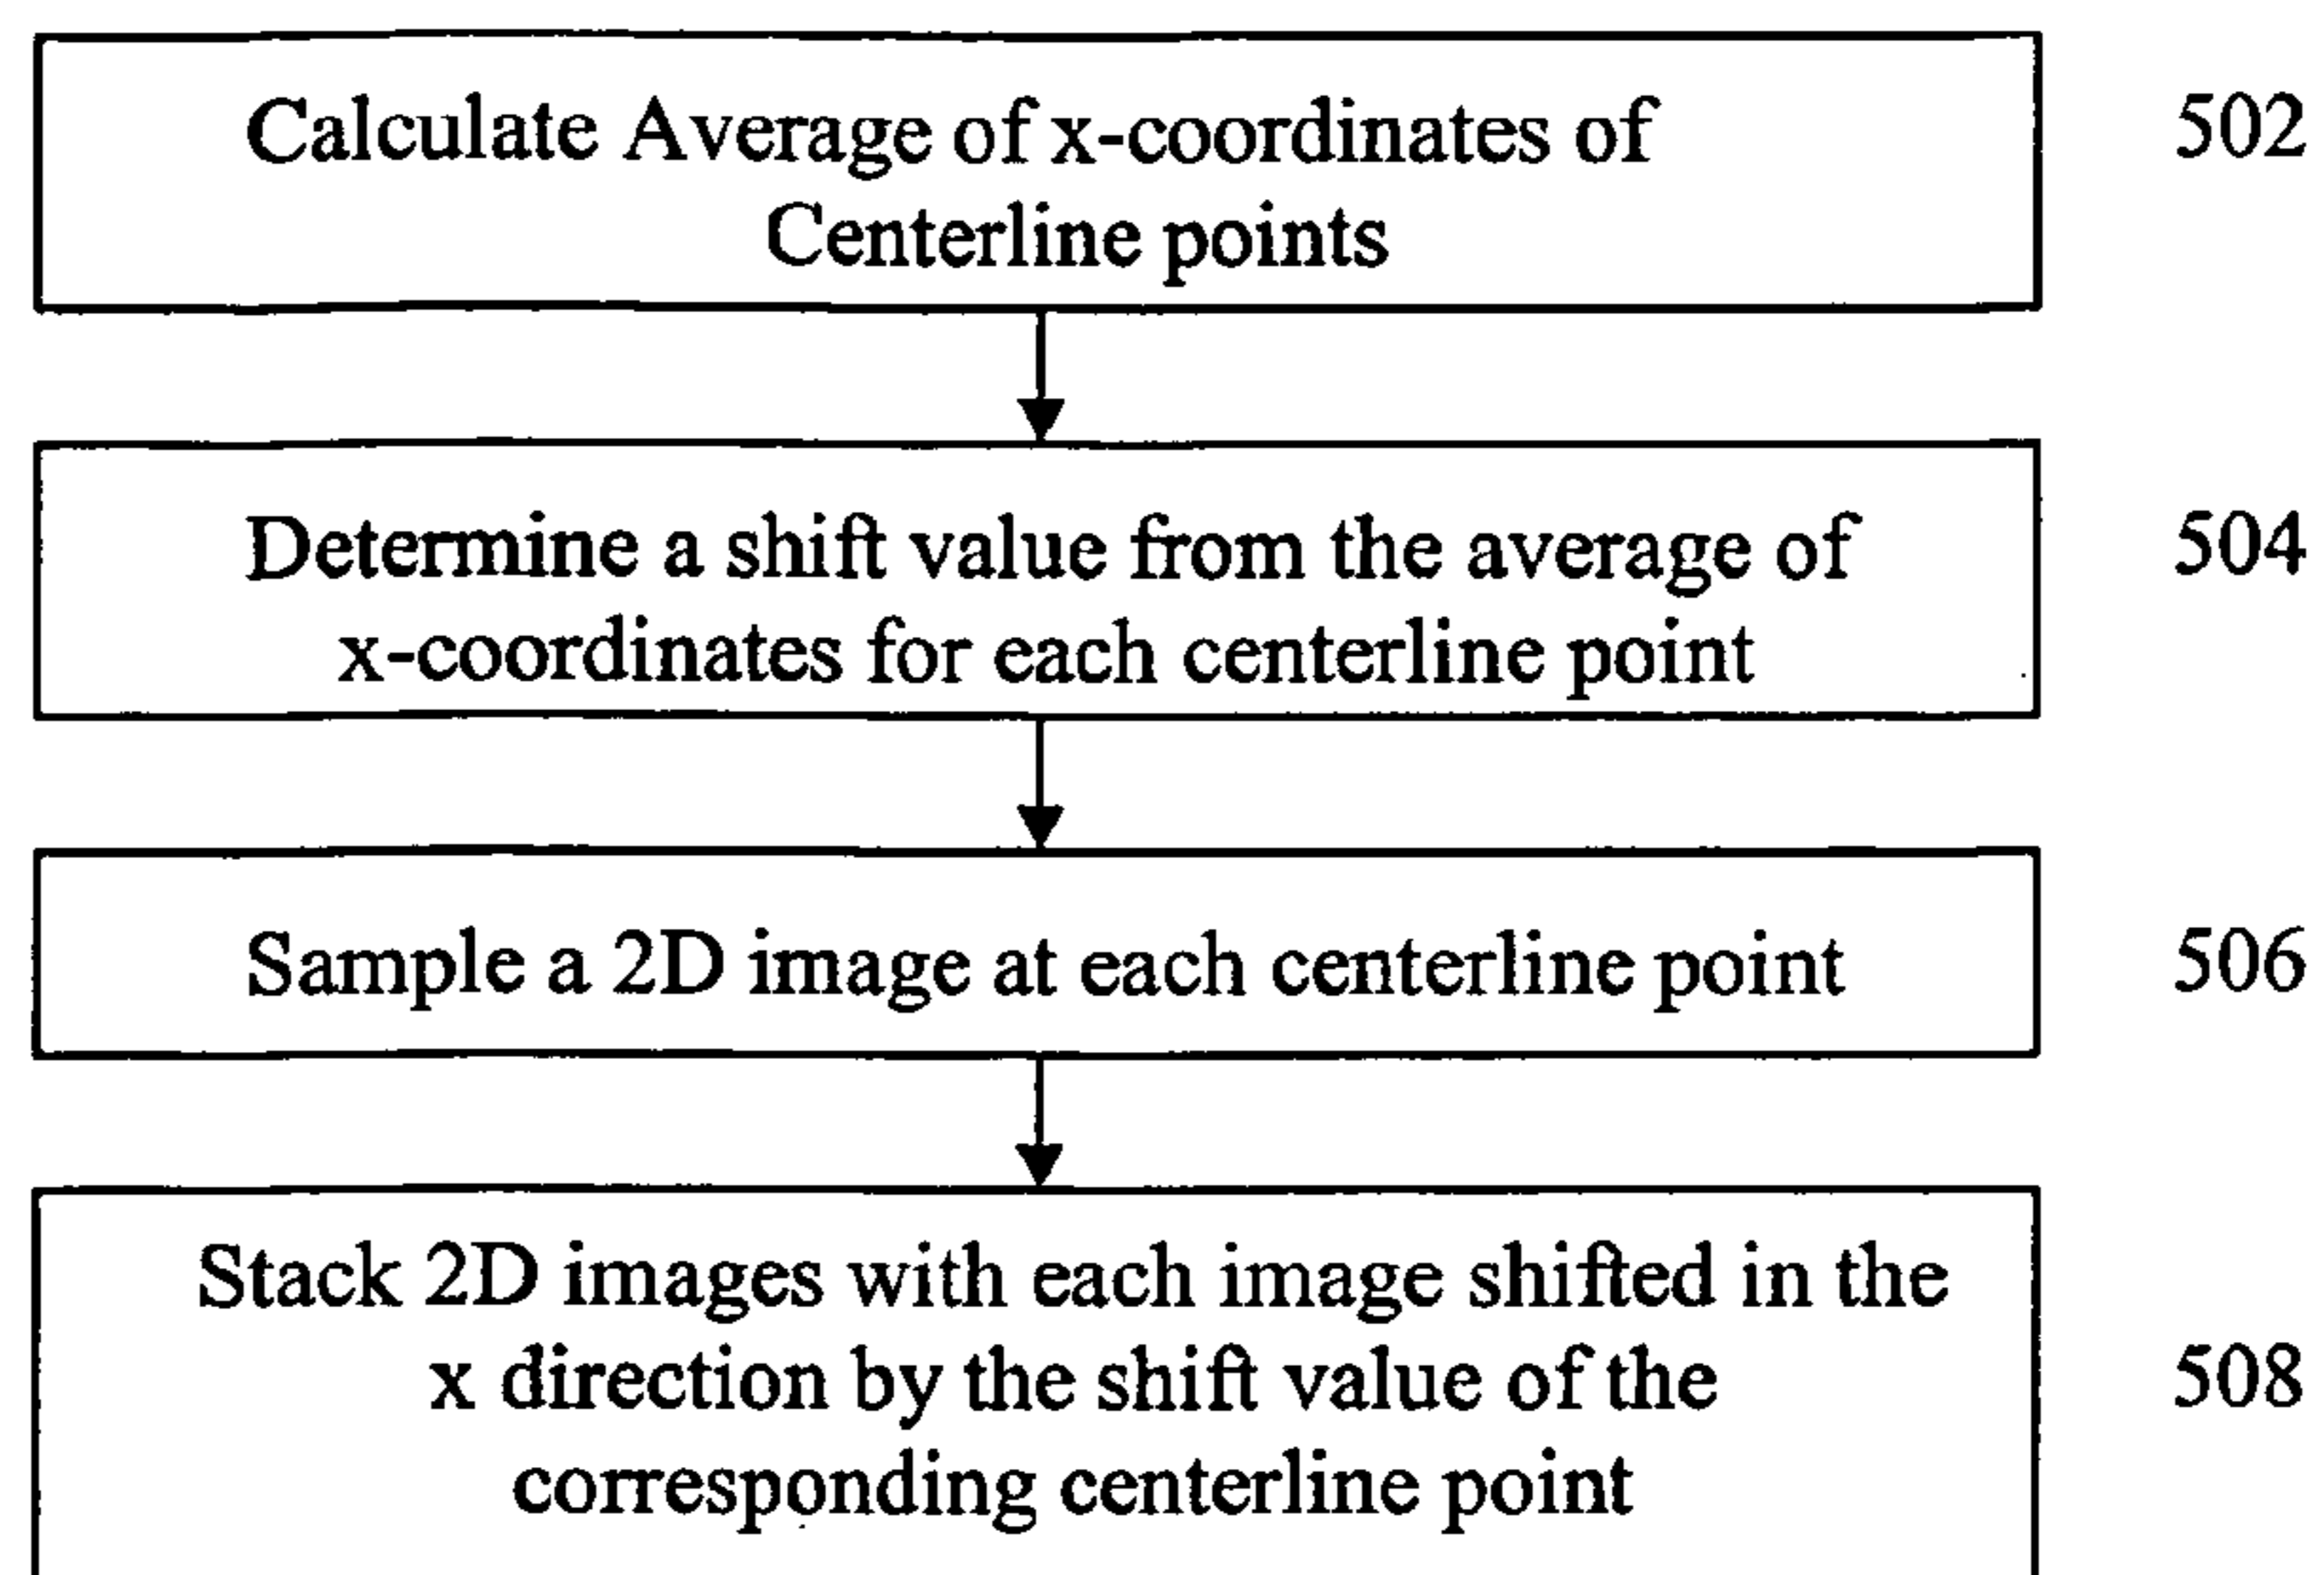 Calculate Average of x-coordinates of
Centerline points
502
Determine a shift value from the average of
x-coordinates for each centerline point
504
Sample a 2D image at each centerline point
506
Stack 2D images with each image shifted in the
x direction by the shift value of the
corresponding centerline point
508